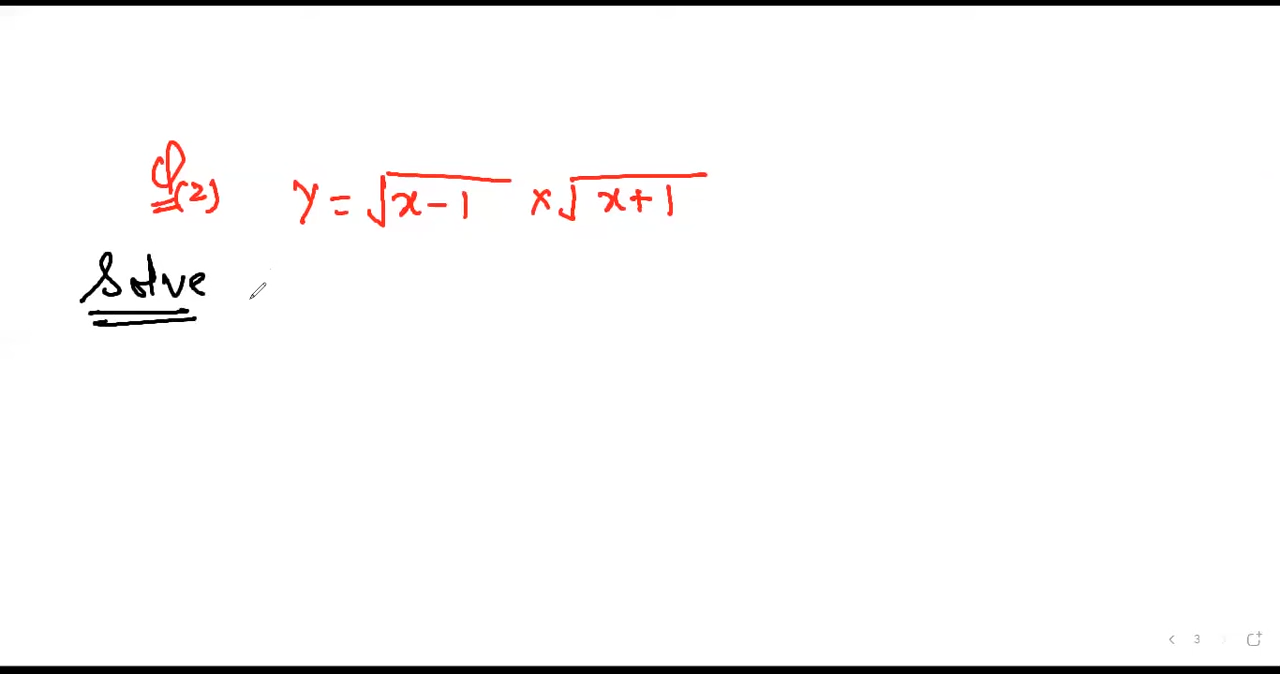 Q(2) y = √x-1 × √x+1
Solve
3